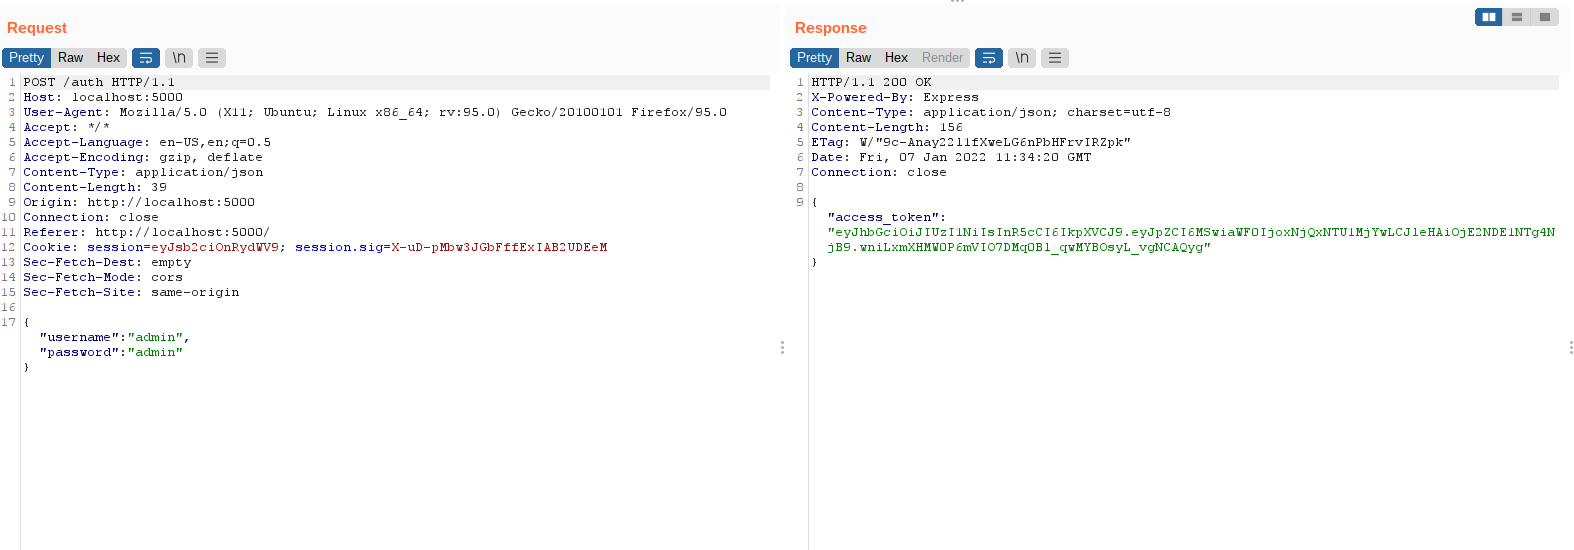 Request
Pretty Raw Hex \n
1 POST /auth HTTP/1.1
2 Host: localhost:5000
3 User-Agent: Mozilla/5.0 (X11; Ubuntu; Linux x86_64; rv:95.0) Gecko/20100101 Firefox/95.0
4 Accept: */*
5 Accept-Language: en-US,en;q=0.5
6 Accept-Encoding: gzip, deflate
7 Content-Type: application/json
8 Content-Length: 39
9 Origin: http://localhost:5000
10 Connection: close
11 Referer: http://localhost:5000/
12 Cookie: session=eyJsb2ciOnRydWV9; session.sig=X-uD-pMbw3JGbFffExIAB2UDEeM
13 Sec-Fetch-Dest: empty
14 Sec-Fetch-Mode: cors
15 Sec-Fetch-Site: same-origin
16
17 {
"username":"admin",
"password":"admin"
}
Response
Pretty Raw Hex Render \n
1 HTTP/1.1 200 OK
2 X-Powered-By: Express
3 Content-Type: application/json; charset=utf-8
4 Content-Length: 156
5 ETag: W/"9c-Anay22l1fXweLG6nPbHFrvIRZpk"
6 Date: Fri, 07 Jan 2022 11:34:20 GMT
7 Connection: close
8
9 {
"access_token":
"eyJhbGciOiJIUzI1NiIsInR5cCI6IkpXVCJ9.eyJpZCI6MSwiaWF0IjoxNjQxNTU1MjYwLCJleHAiOjE2NDE1NTg4N
jB9.wniLxmXHMW0P6mVIO7DMq0Bl_qwMYBOsyL_vgNCAQyg"
}